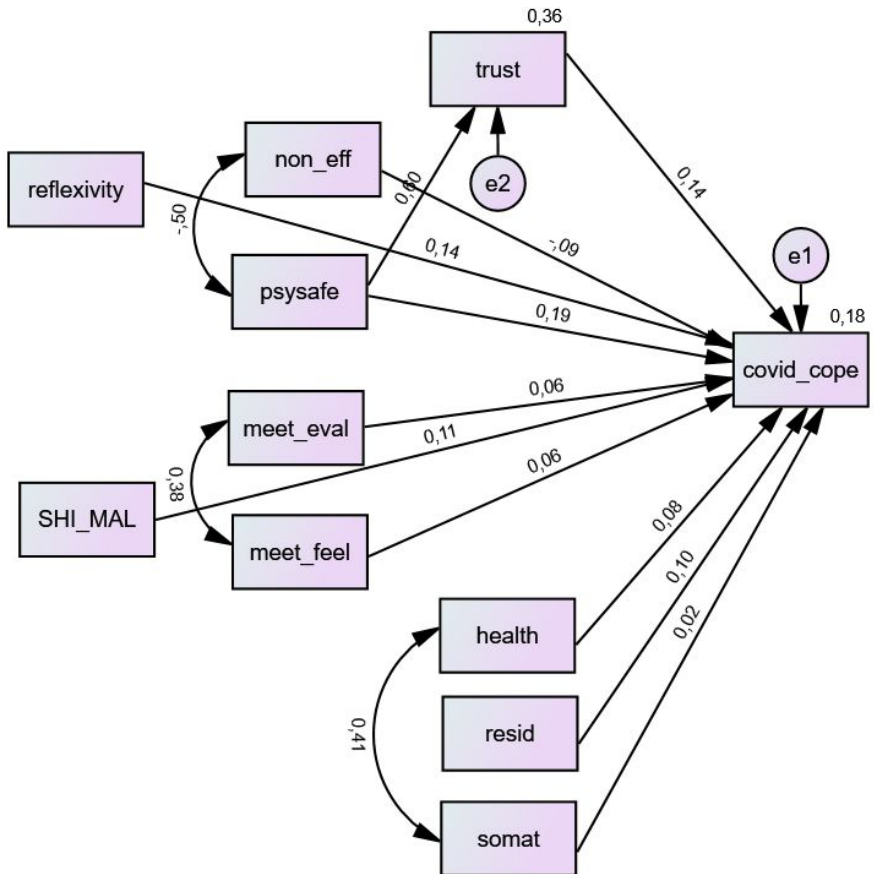 0,36
trust
non_eff
reflexivity
0,60
e2
0,14
-,50
-,09
e1
0,14
psysafe
0,19
0,18
covid_cope
0,06
meet_eval
0,11
0,38
0,06
SHI_MAL
meet_feel
0,08
health
0,10
0,02
0,41
resid
somat